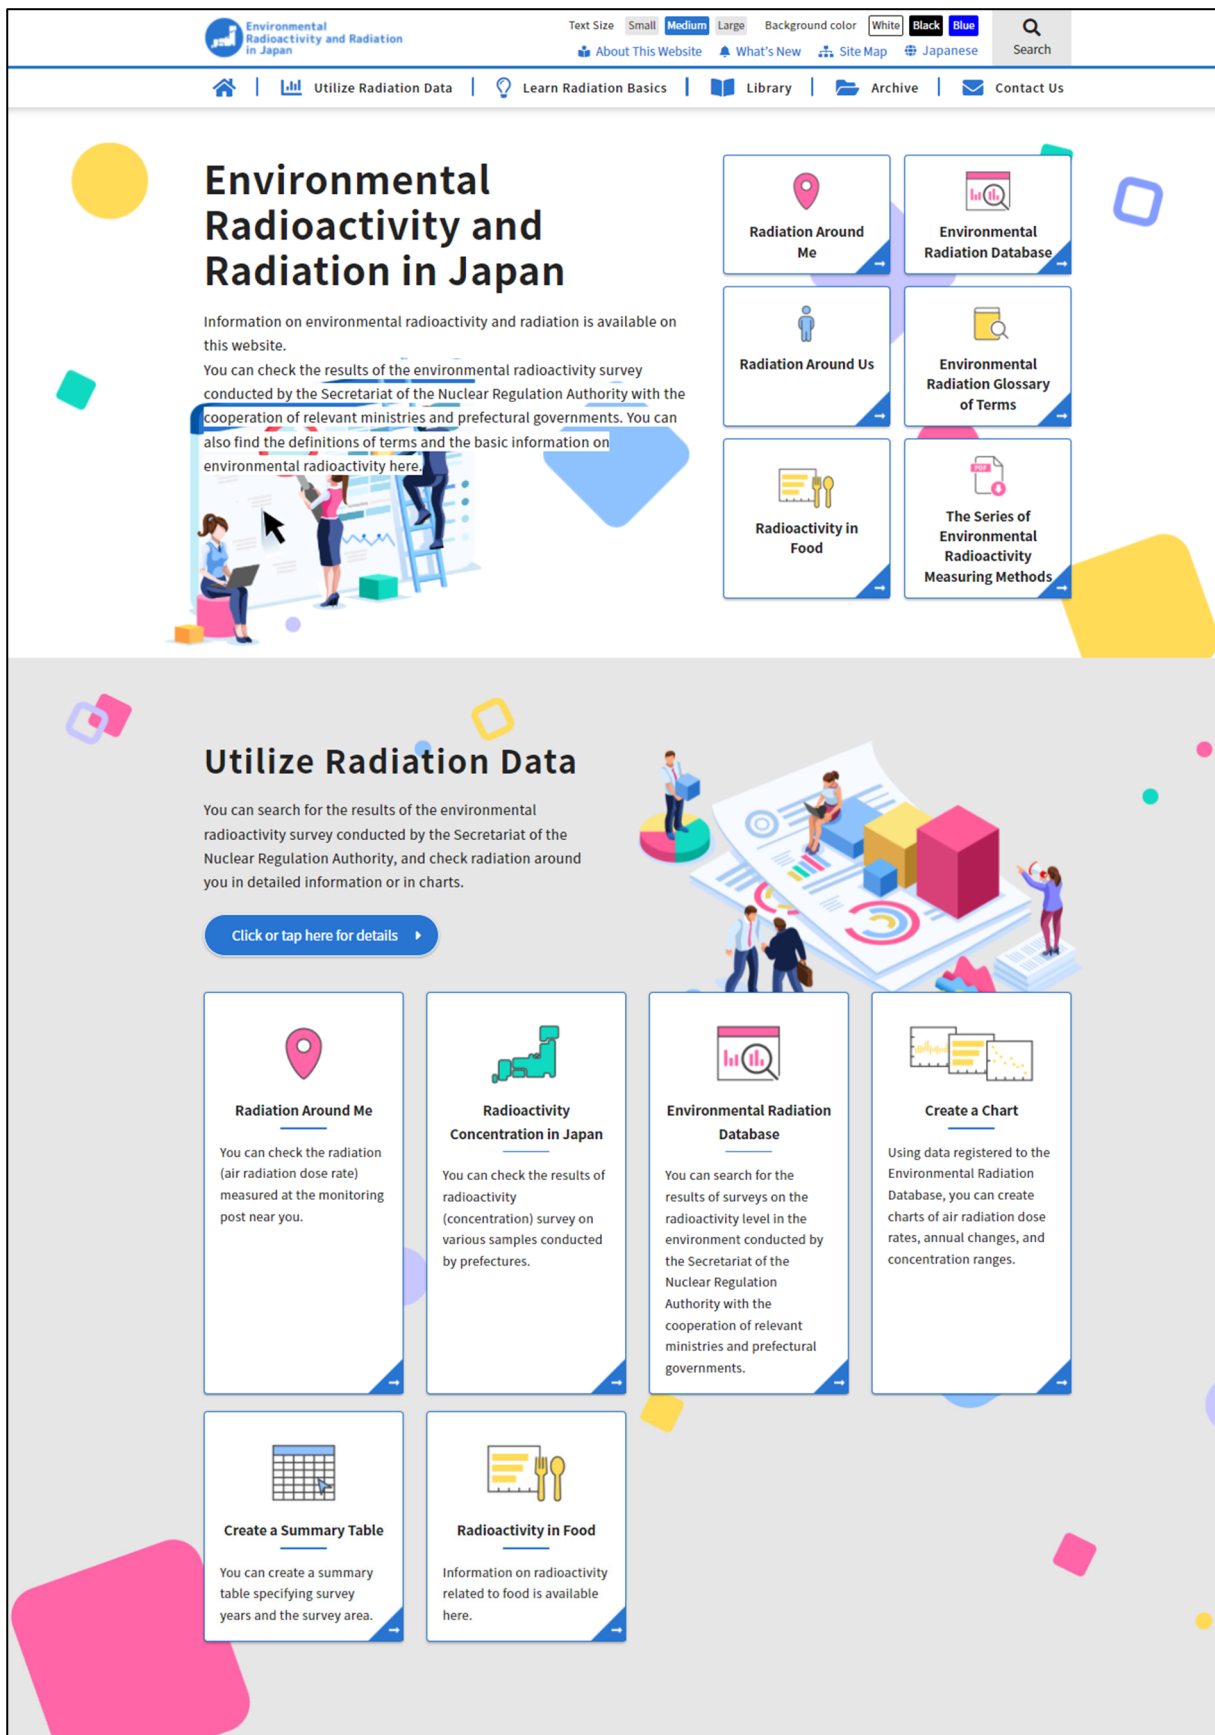 Environmental
Radioactivity and Radiation
in Japan
Text Size Small Medium Large Background color White Black Blue
About This Website What's New Site Map Japanese
Search
Utilize Radiation Data Learn Radiation Basics Library Archive Contact Us
Environmental
Radioactivity and
Radiation in Japan
Information on environmental radioactivity and radiation is available on
this website.
You can check the results of the environmental radioactivity survey
conducted by the Secretariat of the Nuclear Regulation Authority with the
cooperation of relevant ministries and prefectural governments. You can
also find the definitions of terms and the basic information on
environmental radioactivity here.
Radiation Around
Me
Environmental
Radiation Database
Radiation Around Us
Environmental
Radiation Glossary
of Terms
Radioactivity in
Food
PDF
The Series of
Environmental
Radioactivity
Measuring Methods
Utilize Radiation Data
You can search for the results of the environmental
radioactivity survey conducted by the Secretariat of the
Nuclear Regulation Authority, and check radiation around
you in detailed information or in charts.
Click or tap here for details
Radiation Around Me
You can check the radiation
(air radiation dose rate)
measured at the monitoring
post near you.
Radioactivity
Concentration in Japan
You can check the results of
radioactivity
(concentration) survey on
various samples conducted
by prefectures.
Environmental Radiation
Database
You can search for the
results of surveys on the
radioactivity level in the
environment conducted by
the Secretariat of the
Nuclear Regulation
Authority with the
cooperation of relevant
ministries and prefectural
governments.
Create a Chart
Using data registered to the
Environmental Radiation
Database, you can create
charts of air radiation dose
rates, annual changes, and
concentration ranges.
Create a Summary Table
You can create a summary
table specifying survey
years and the survey area.
Radioactivity in Food
Information on radioactivity
related to food is available
here.